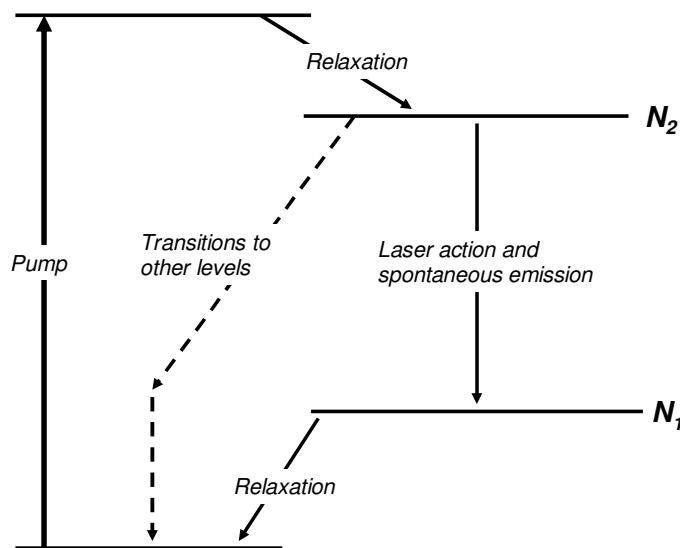 Relaxation
N2
Transitions to
other levels
Laser action and
spontaneous emission
Pump
N1
Relaxation